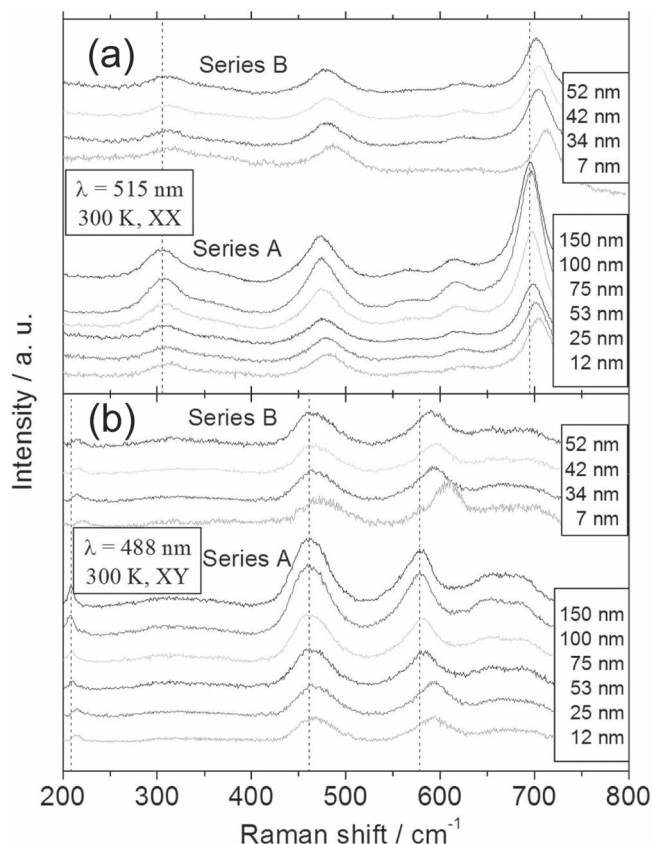 (a)
Series B
52 nm
42 nm
34 nm
7 nm
λ = 515 nm
300 K, XX
Series A
150 nm
100 nm
75 nm
53 nm
25 nm
12 nm
Intensity / a. u.
(b)
Series B
52 nm
42 nm
34 nm
7 nm
λ = 488 nm
300 K, XY
Series A
150 nm
100 nm
75 nm
53 nm
25 nm
12 nm
200 300 400 500 600 700 800
Raman shift / cm⁻¹